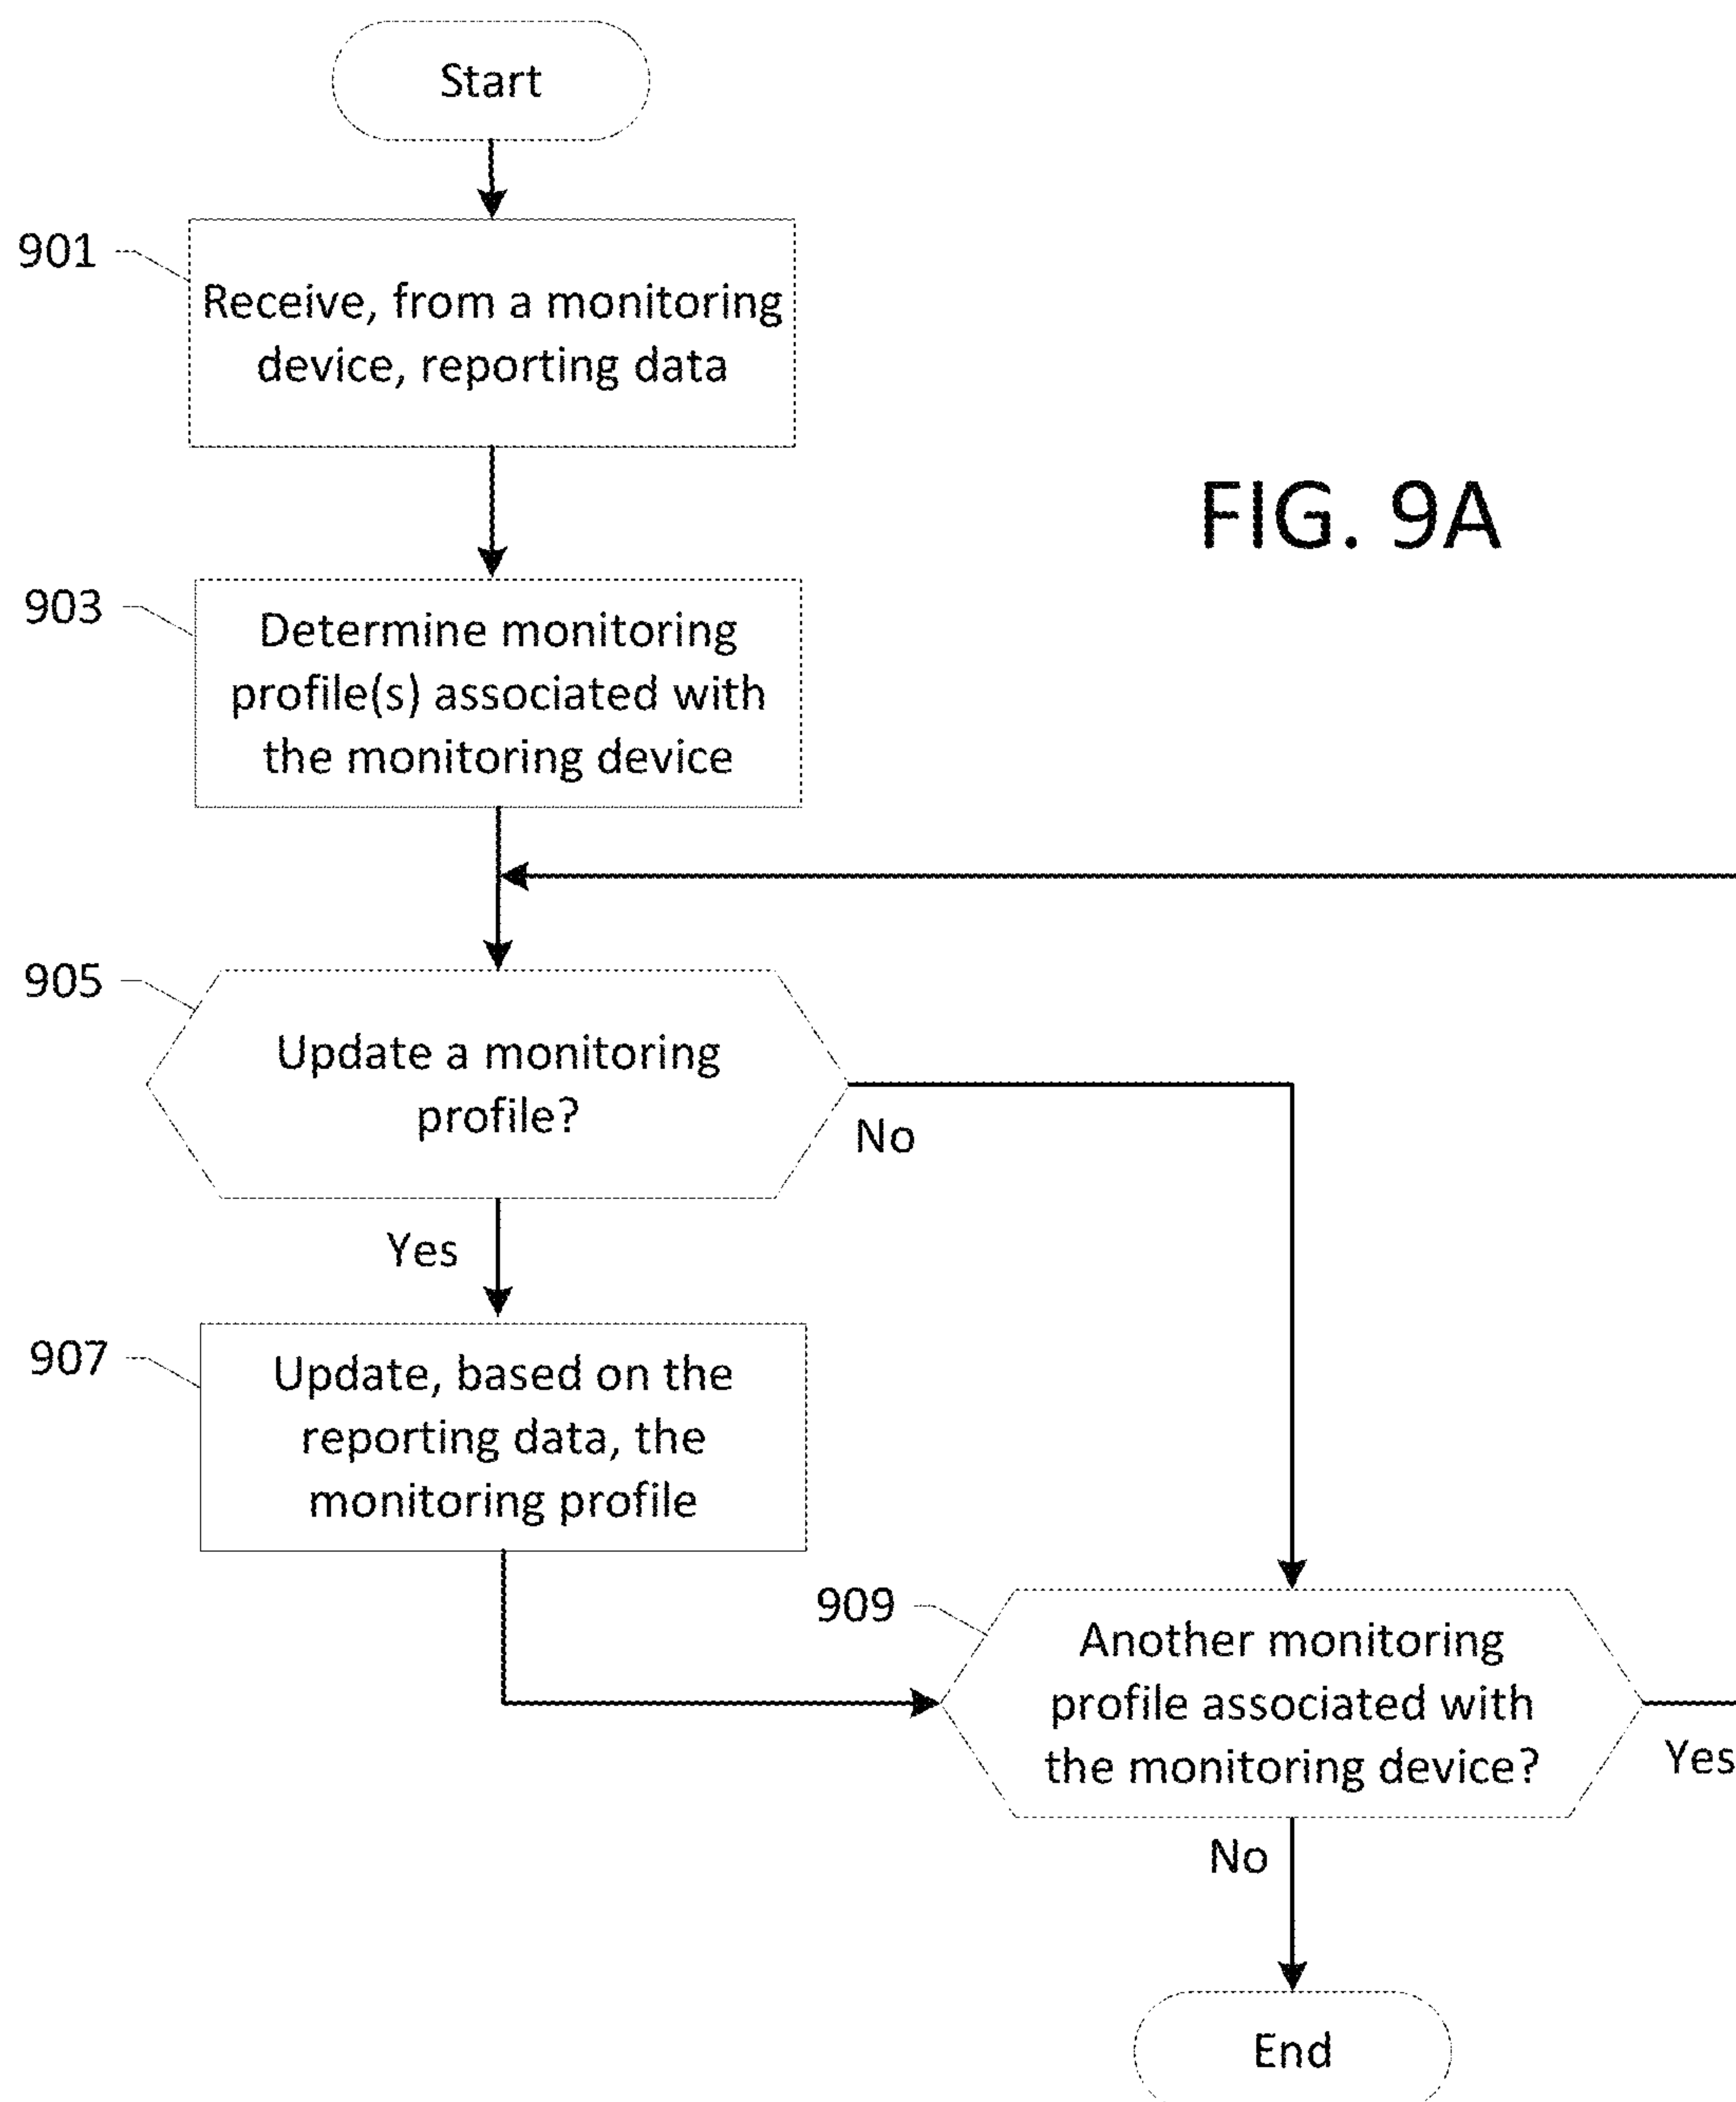 Start
901
Receive, from a monitoring
device, reporting data
FIG. 9A
903
Determine monitoring
profile(s) associated with
the monitoring device
905
Update a monitoring
profile?
No
Yes
907
Update, based on the
reporting data, the
monitoring profile
909
Another monitoring
profile associated with
the monitoring device?
Yes
No
End